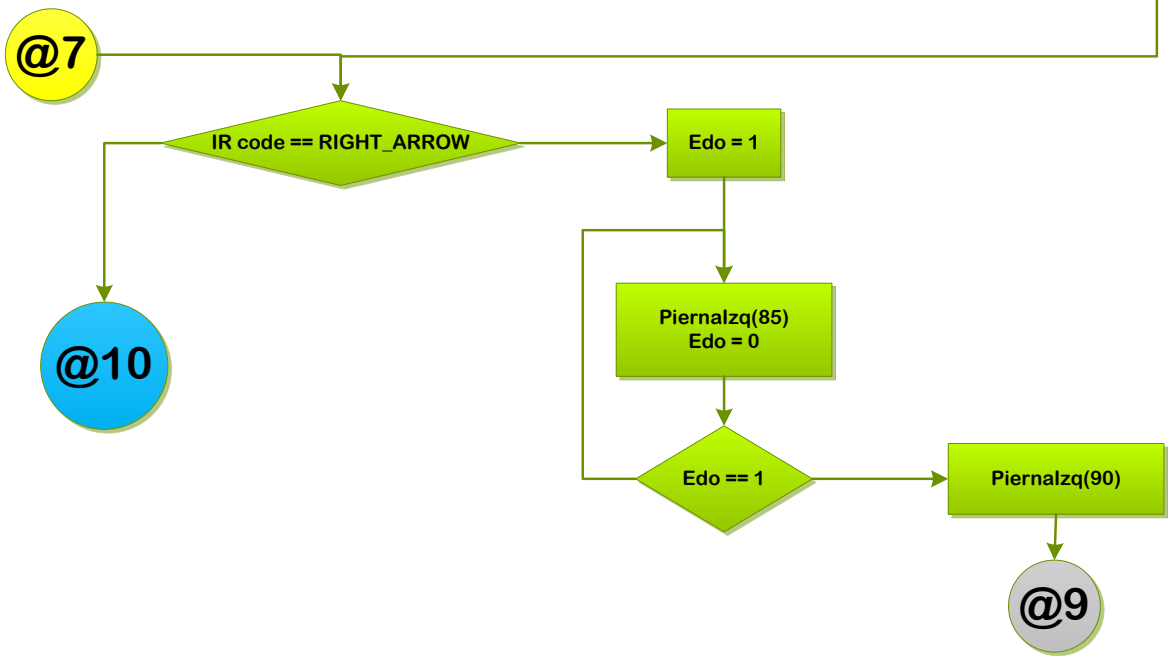 @7
IR code == RIGHT_ARROW
Edo = 1
PiernaIzq(85)
Edo = 0
@10
Edo == 1
PiernaIzq(90)
@9